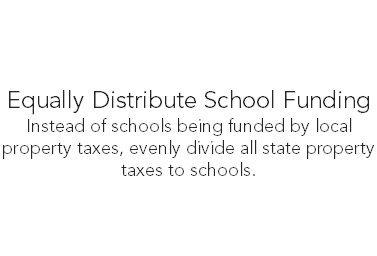 Equally Distribute School Funding
Instead of schools being funded by local
property taxes, evenly divide all state property
taxes to schools.